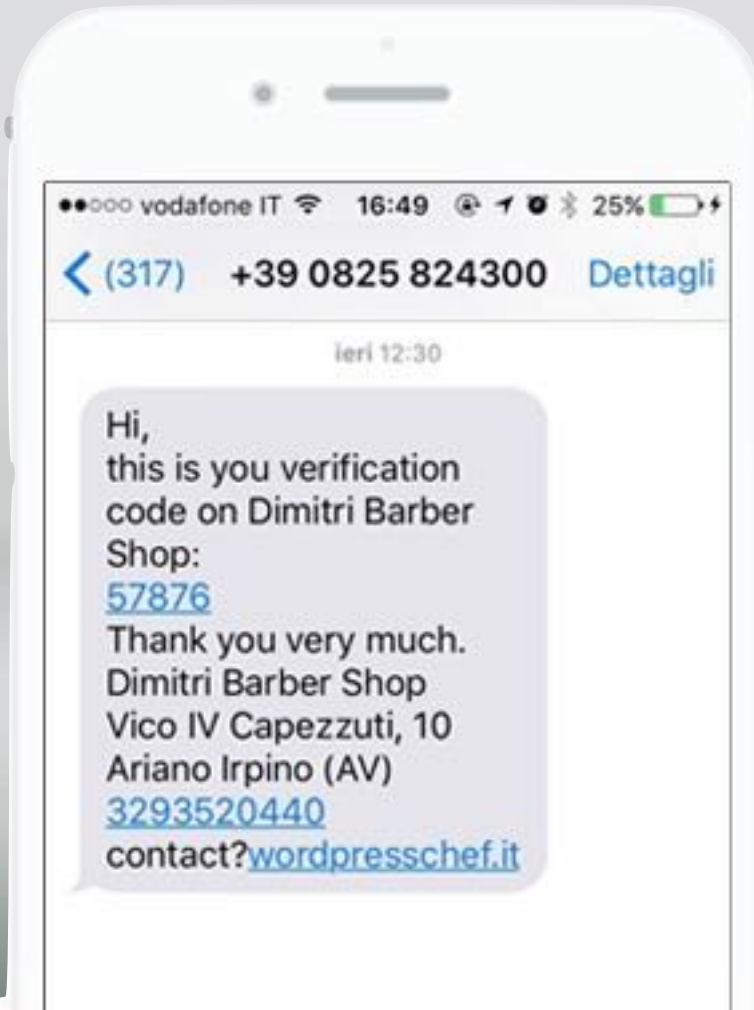 vodafone IT 16:49 25%
(317) +39 0825 824300 Dettagli
ieri 12:30
Hi,
this is you verification
code on Dimitri Barber
Shop:
57876
Thank you very much.
Dimitri Barber Shop
Vico IV Capezzuti, 10
Ariano Irpino (AV)
3293520440
contact?wordpresschef.it